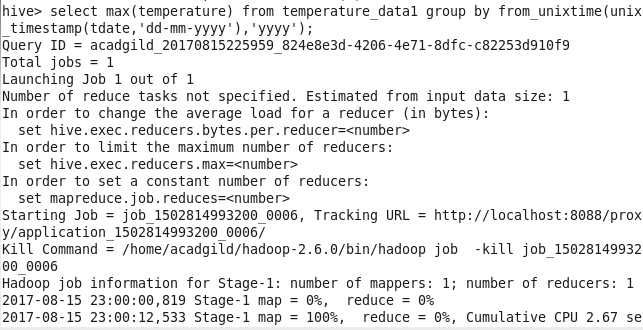 hive> select max(temperature) from temperature_data1 group by from_unixtime(unix
_timestamp(tdate,'dd-mm-yyyy'),'yyyy');
Query ID = acadgild_20170815225959_824e8e3d-4206-4e71-8dfc-c82253d910f9
Total jobs = 1
Launching Job 1 out of 1
Number of reduce tasks not specified. Estimated from input data size: 1
In order to change the average load for a reducer (in bytes):
  set hive.exec.reducers.bytes.per.reducer=<number>
In order to limit the maximum number of reducers:
  set hive.exec.reducers.max=<number>
In order to set a constant number of reducers:
  set mapreduce.job.reduces=<number>
Starting Job = job_1502814993200_0006, Tracking URL = http://localhost:8088/prox
y/application_1502814993200_0006/
Kill Command = /home/acadgild/hadoop-2.6.0/bin/hadoop job  -kill job_15028149932
00_0006
Hadoop job information for Stage-1: number of mappers: 1; number of reducers: 1
2017-08-15 23:00:00,819 Stage-1 map = 0%,  reduce = 0%
2017-08-15 23:00:12,533 Stage-1 map = 100%,  reduce = 0%, Cumulative CPU 2.67 se